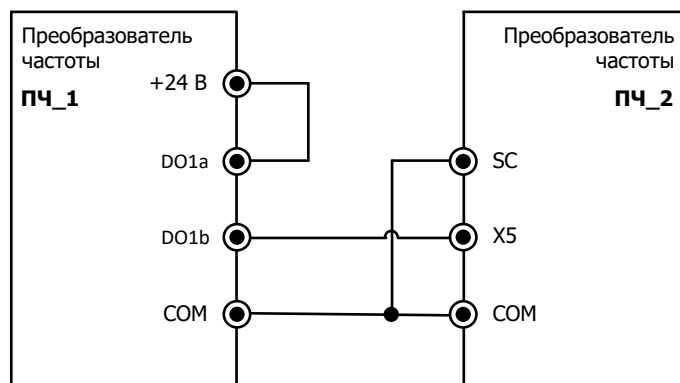 Преобразователь
частоты
ПЧ_1
+24 В
DO1a
DO1b
COM
Преобразователь
частоты
ПЧ_2
SC
X5
COM